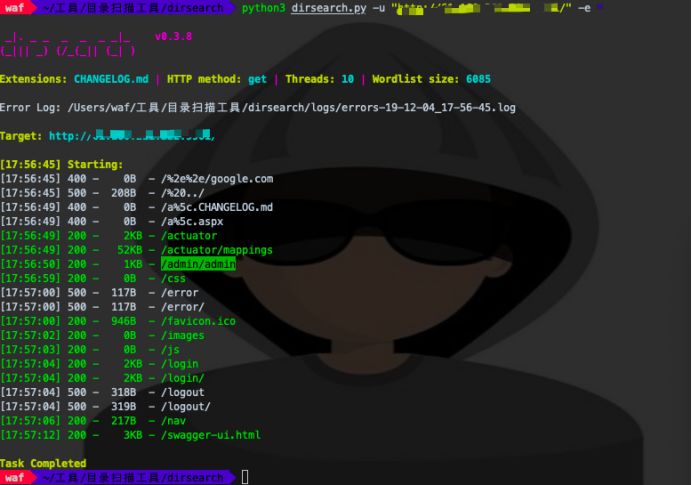 waf ~/工具/目录扫描工具/dirsearch python3 dirsearch.py -u "http:// /" -e *
_|. _ _  _  _  _ _|_    v0.3.8
(_||| _) (/_(_|| (_| )
Extensions: CHANGELOG.md | HTTP method: get | Threads: 10 | Wordlist size: 6085
Error Log: /Users/waf/工具/目录扫描工具/dirsearch/logs/errors-19-12-04_17-56-45.log
Target: http://
[17:56:45] Starting:
[17:56:45] 400 -    0B  - /%2e%2e/google.com
[17:56:45] 500 -  208B  - /%20../
[17:56:49] 400 -    0B  - /a%5c.CHANGELOG.md
[17:56:49] 400 -    0B  - /a%5c.aspx
[17:56:49] 200 -    2KB - /actuator
[17:56:49] 200 -   52KB - /actuator/mappings
[17:56:50] 200 -    1KB - /admin/admin
[17:56:59] 200 -    0B  - /css
[17:57:00] 500 -  117B  - /error
[17:57:00] 500 -  117B  - /error/
[17:57:00] 200 -  946B  - /favicon.ico
[17:57:02] 200 -    0B  - /images
[17:57:03] 200 -    0B  - /js
[17:57:04] 200 -    2KB - /login
[17:57:04] 200 -    2KB - /login/
[17:57:04] 500 -  318B  - /logout
[17:57:04] 500 -  319B  - /logout/
[17:57:06] 200 -  217B  - /nav
[17:57:12] 200 -    3KB - /swagger-ui.html
Task Completed
waf ~/工具/目录扫描工具/dirsearch